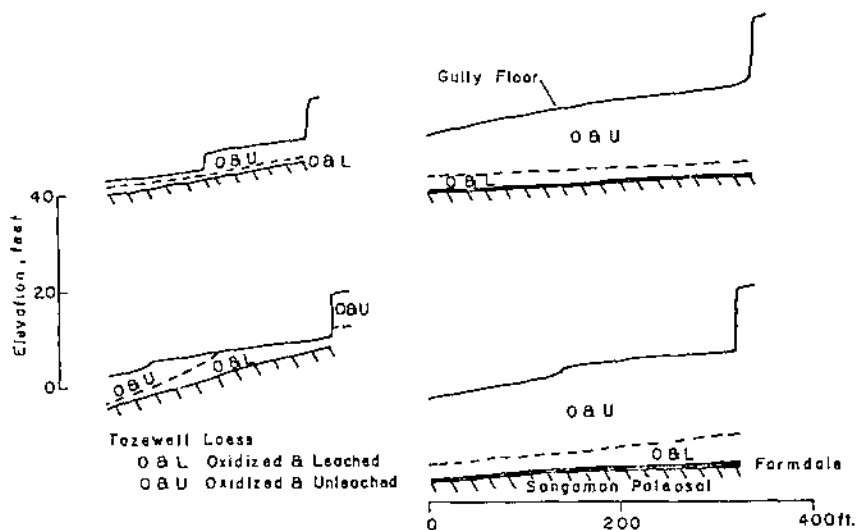 Gully Floor
O & U
O & L
O & U
O & L
40
20
0
Elevation, feet
O & U
O & L
O & U
O & U
O & L
Farmdale
Sangamon Paleosol
Tazewell Loess
O & L Oxidized & Leached
O & U Oxidized & Unleached
0 200 400 ft.